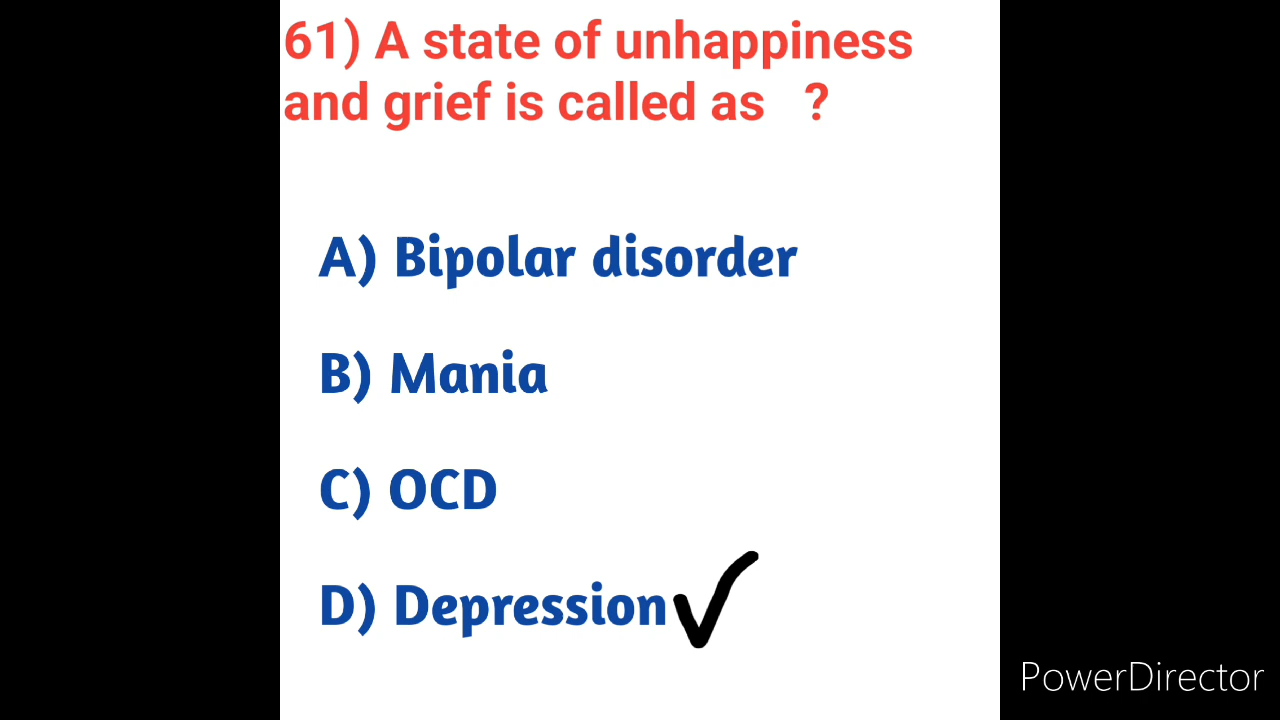 61) A state of unhappiness
and grief is called as ?
A) Bipolar disorder
B) Mania
C) OCD
D) Depression
PowerDirector